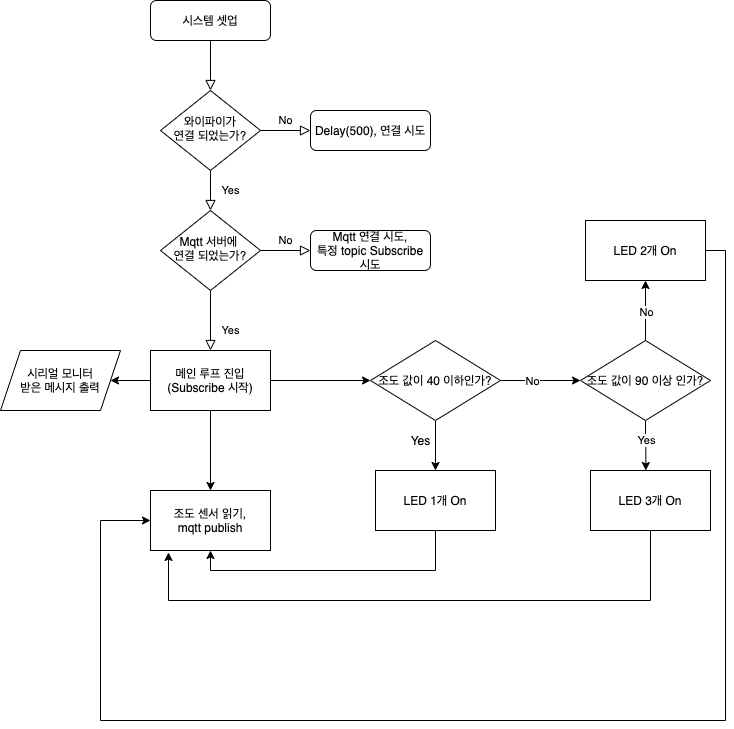 시스템 셋업
와이파이가
연결 되었는가?
No
Delay(500), 연결 시도
Yes
Mqtt 서버에
연결 되었는가?
No
Mqtt 연결 시도,
특정 topic Subscribe
시도
LED 2개 On
Yes
No
시리얼 모니터
받은 메시지 출력
메인 루프 진입
(Subscribe 시작)
조도 값이 40 이하인가?
No
조도 값이 90 이상 인가?
Yes
Yes
조도 센서 읽기,
mqtt publish
LED 1개 On
LED 3개 On